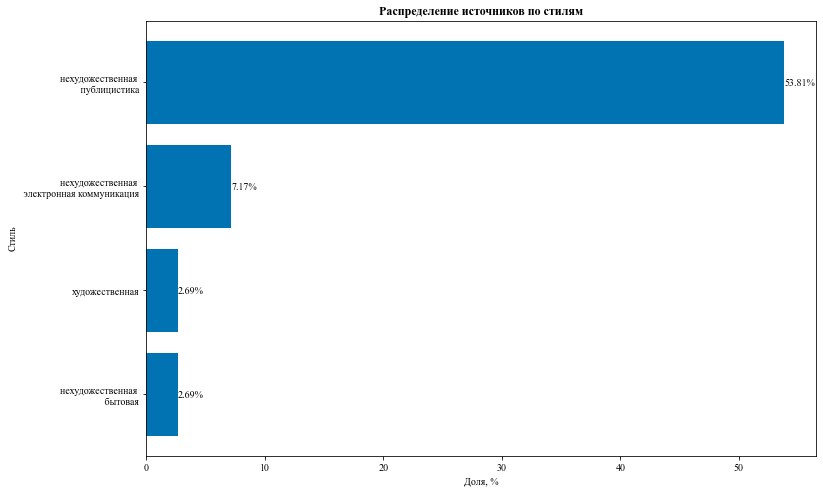 Распределение источников по стилям
нехудожественная
публицистика
53.81%
нехудожественная
электронная коммуникация
7.17%
художественная
2.69%
нехудожественная
бытовая
2.69%
Стиль
0 10 20 30 40 50
Доля, %